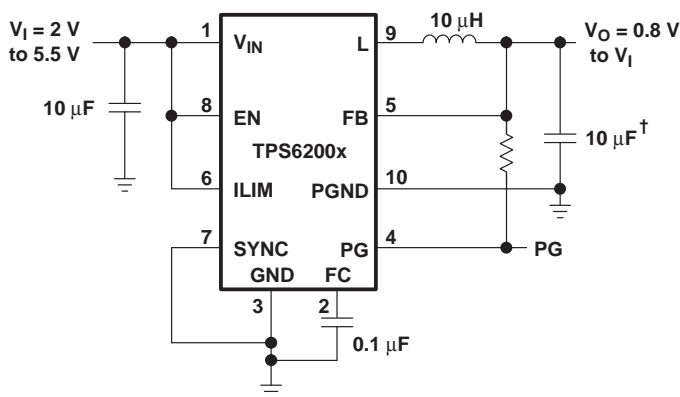 V_I = 2 V
to 5.5 V
1
V_IN
L
9
10 μH
V_O = 0.8 V
to V_I
10 μF
8
EN
FB
5
TPS6200x
10 μF†
6
ILIM
PGND
10
7
SYNC
PG
4
PG
GND
FC
3
2
0.1 μF